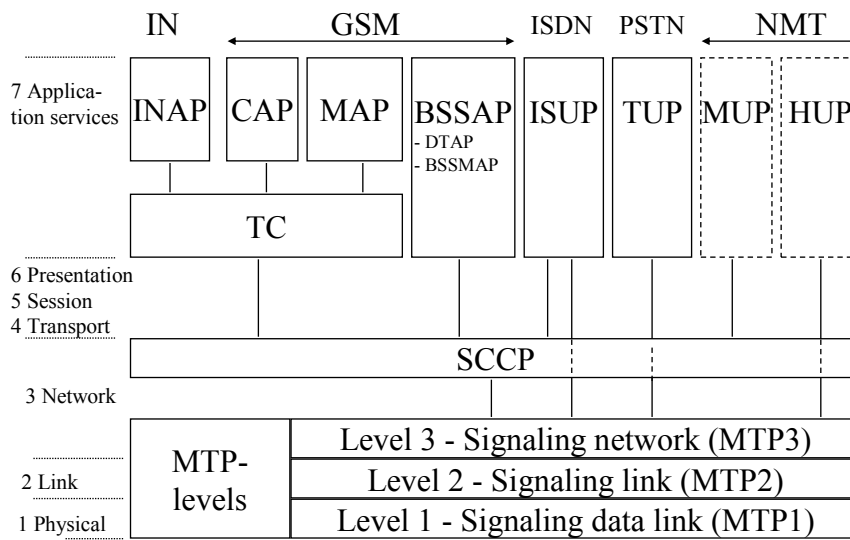 IN GSM ISDN PSTN NMT
7 Applica-
tion services
INAP CAP MAP BSSAP ISUP TUP MUP HUP
- DTAP
- BSSMAP
TC
6 Presentation
5 Session
4 Transport
SCCP
3 Network
MTP-
levels
Level 3 - Signaling network (MTP3)
2 Link
Level 2 - Signaling link (MTP2)
1 Physical
Level 1 - Signaling data link (MTP1)